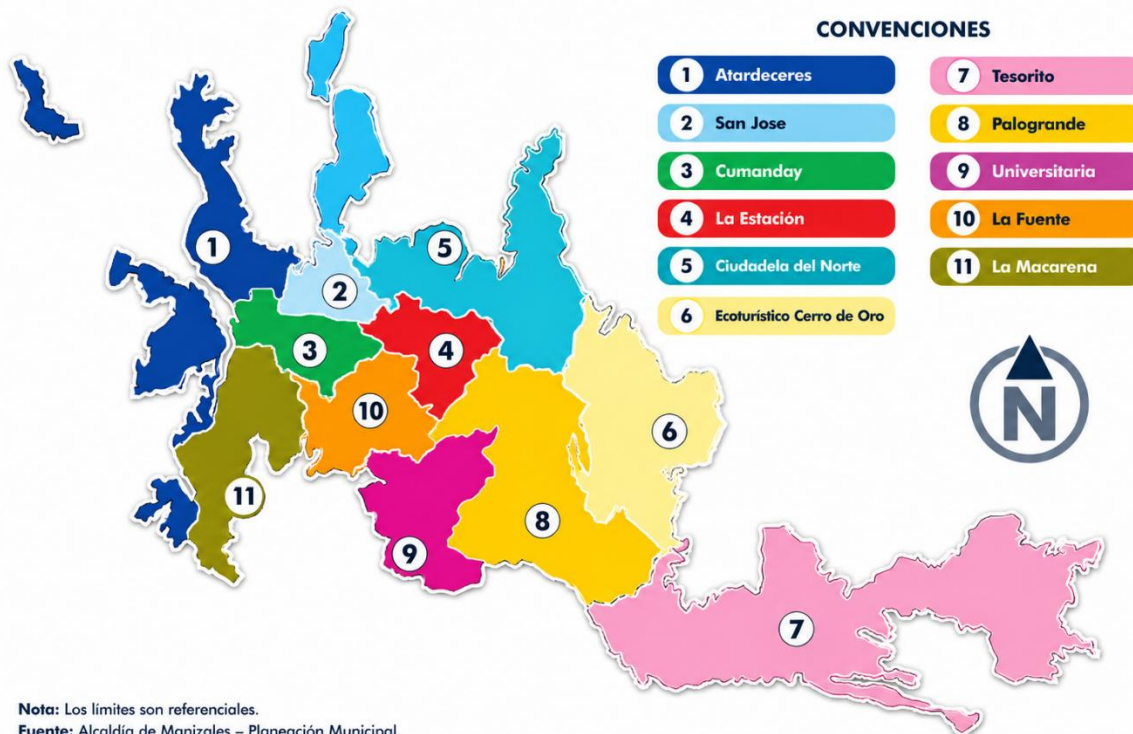 CONVENCIONES
1 Atardeceres
2 San Jose
3 Cumanday
4 La Estación
5 Ciudadela del Norte
6 Ecoturístico Cerro de Oro
7 Tesorito
8 Palogrande
9 Universitaria
10 La Fuente
11 La Macarena
N
1
2
3
4
5
6
7
8
9
10
11
Nota: Los límites son referenciales.
Fuente: Alcaldía de Manizales – Planeación Municipal.